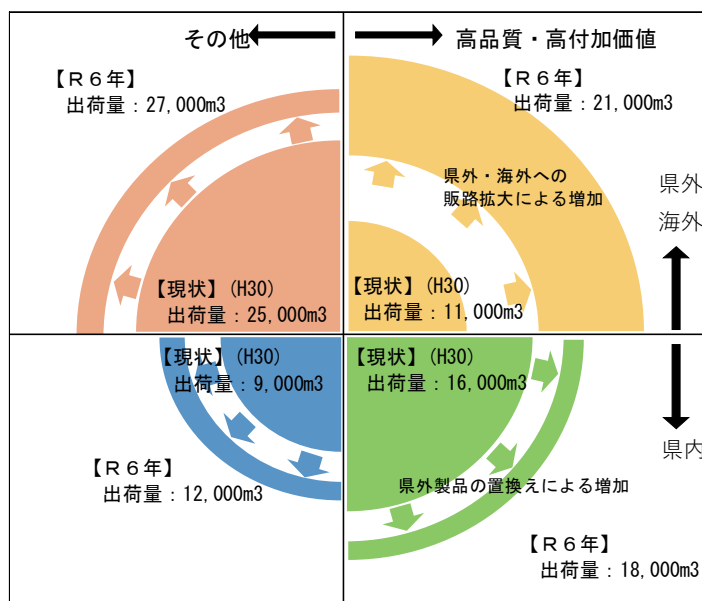 その他
高品質・高付加価値
【Ｒ６年】
出荷量：27,000m3
【Ｒ６年】
出荷量：21,000m3
県外・海外への
販路拡大による増加
県外
海外
【現状】(H30)
出荷量：25,000m3
【現状】(H30)
出荷量：11,000m3
【現状】(H30)
出荷量：9,000m3
【現状】(H30)
出荷量：16,000m3
県内
【Ｒ６年】
出荷量：12,000m3
県外製品の置換えによる増加
【Ｒ６年】
出荷量：18,000m3